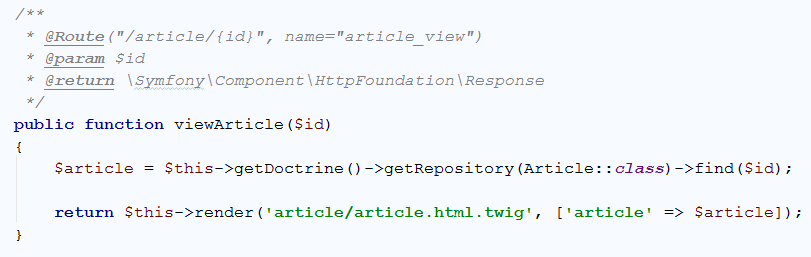 /**
 * @Route("/article/{id}", name="article_view")
 * @param $id
 * @return \Symfony\Component\HttpFoundation\Response
 */
public function viewArticle($id)
{
    $article = $this->getDoctrine()->getRepository(Article::class)->find($id);

    return $this->render('article/article.html.twig', ['article' => $article]);
}